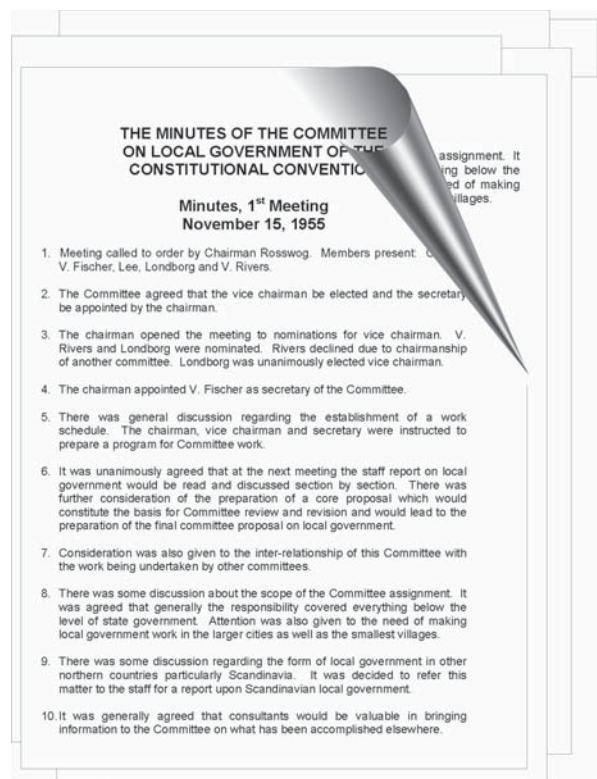 THE MINUTES OF THE COMMITTEE
ON LOCAL GOVERNMENT OF THE
CONSTITUTIONAL
Minutes, 1st Meeting
November 15, 1955
assignment. It
below the
of making
1. Meeting called to order by Chairman Rosswog. Members present:
V. Fischer, Lee, Londborg and V. Rivers.
2. The Committee agreed that the vice chairman be elected and the secretary
be appointed by the chairman.
3. The chairman opened the meeting to nominations for vice chairman. V.
Rivers and Londborg were nominated. Rivers declined due to chairmanship
of another committee. Londborg was unanimously elected vice chairman.
4. The chairman appointed V. Fischer as secretary of the Committee.
5. There was general discussion regarding the establishment of a work
schedule. The chairman, vice chairman and secretary were instructed to
prepare a program for Committee work.
6. It was unanimously agreed that at the next meeting the staff report on local
government would be read and discussed section by section. There was
further consideration of the preparation of a core proposal which would
constitute the basis for Committee review and revision and would lead to the
preparation of the final committee proposal on local government.
7. Consideration was also given to the inter-relationship of this Committee with
the work being undertaken by other committees.
8. There was some discussion about the scope of the Committee assignment. It
was agreed that generally the responsibility covered everything below the
level of state government. Attention was also given to the need of making
local government work in the larger cities as well as the smallest villages.
9. There was some discussion regarding the form of local government in other
northern countries particularly Scandinavia. It was decided to refer this
matter to the staff for a report upon Scandinavian local government.
10. It was generally agreed that consultants would be valuable in bringing
information to the Committee on what has been accomplished elsewhere.